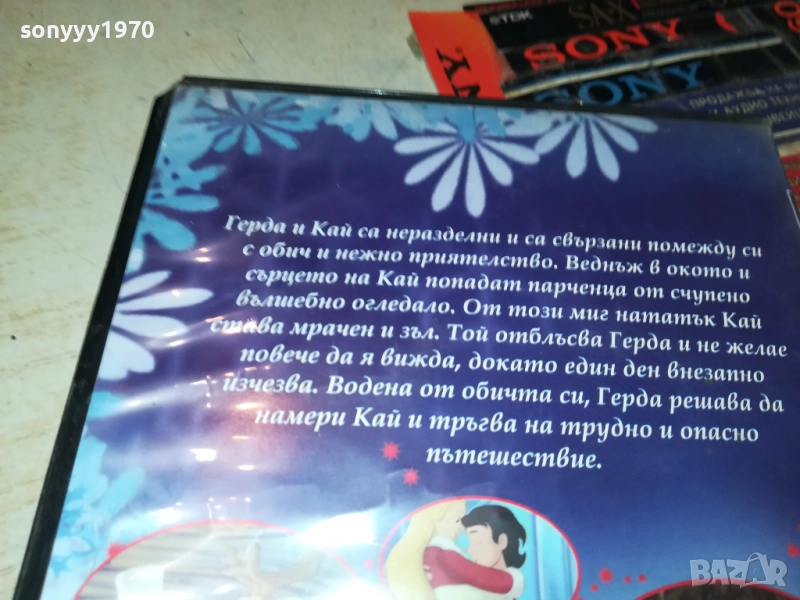 sonyyy1970
TDK
SA-X
SONY
SONY
Герда и Кай са неразделни и са свързани помежду си
с обич и нежно приятелство. Веднъж в окото и
сърцето на Кай попадат парченца от счупено
вълшебно огледало. От този миг нататък Кай
става мрачен и зъл. Той отблъсва Герда и не желае
повече да я вижда, докато един ден внезапно
изчезва. Водена от обичта си, Герда решава да
намери Кай и тръгва на трудно и опасно
пътешествие.
BAZAR